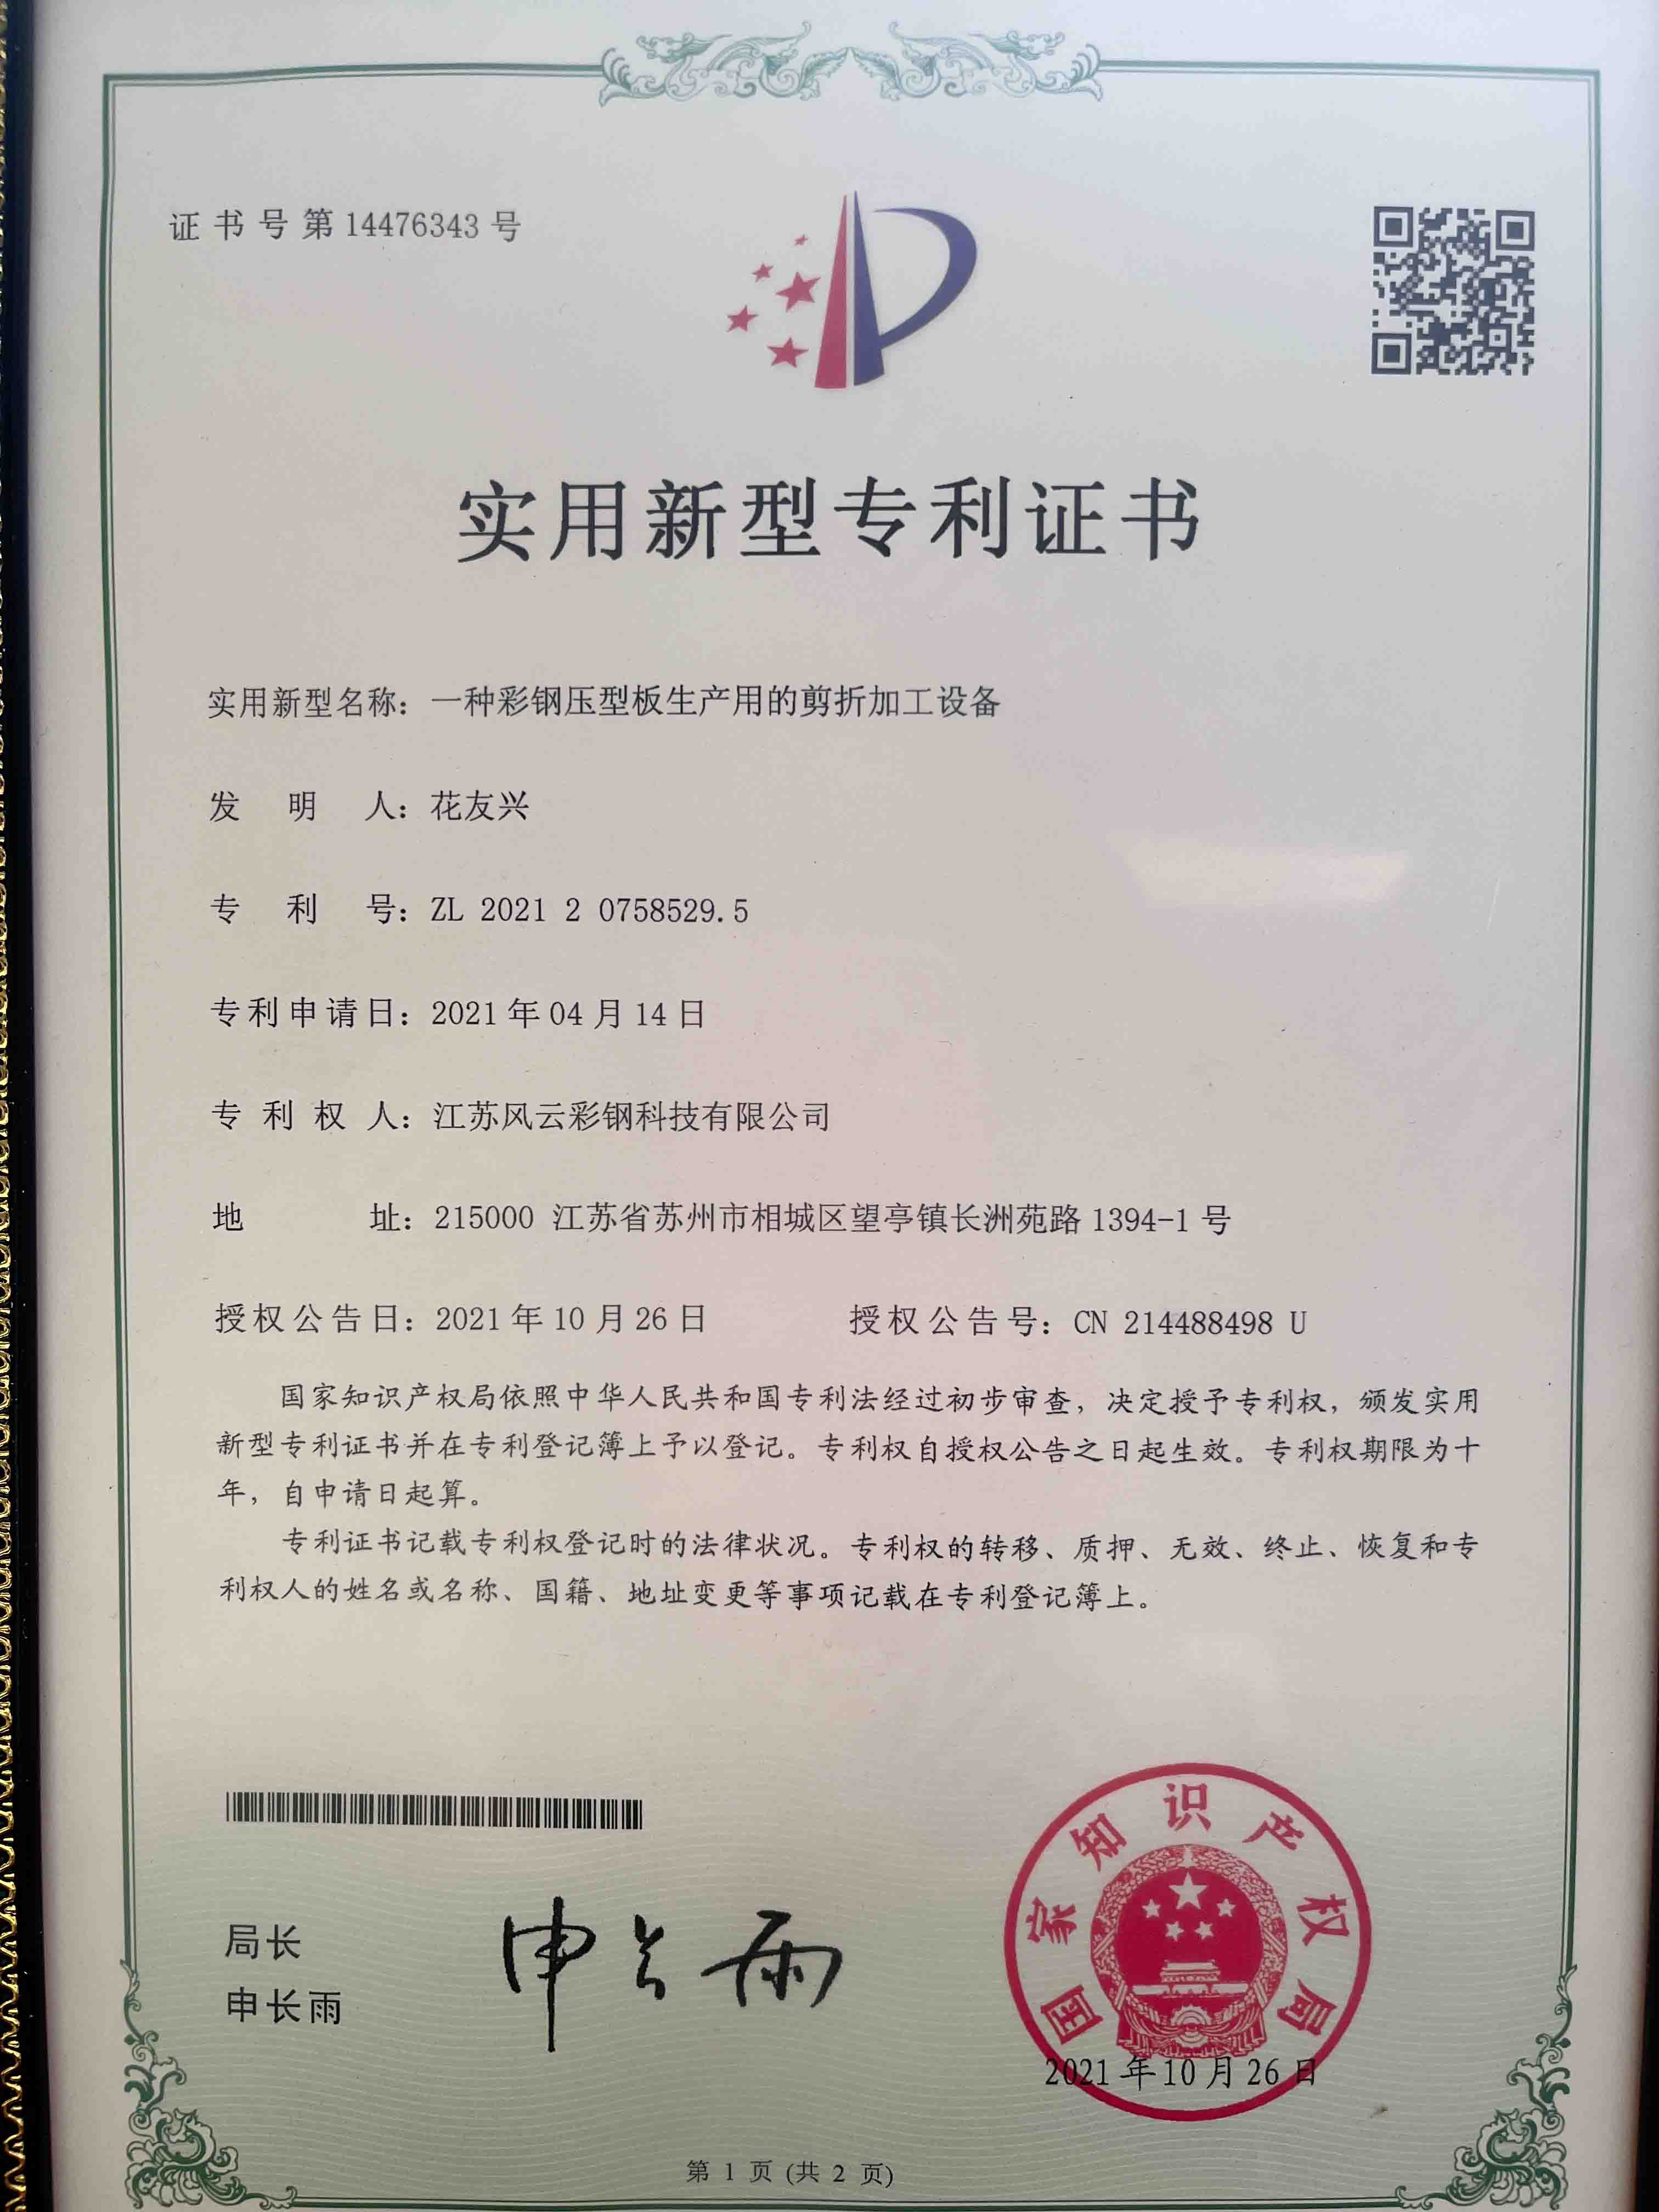 证书号第14476343号
实用新型专利证书
实用新型名称：一种彩钢压型板生产用的剪折加工设备
发明人：花友兴
专利号：ZL 2021 2 0758529.5
专利申请日：2021年04月14日
专利权人：江苏风云彩钢科技有限公司
地址：215000 江苏省苏州市相城区望亭镇长洲苑路1394-1号
授权公告日：2021年10月26日 授权公告号：CN 214488498 U
国家知识产权局依照中华人民共和国专利法经过初步审查，决定授予专利权，颁发实用
新型专利证书并在专利登记簿上予以登记。专利权自授权公告之日起生效。专利权期限为十
年，自申请日起算。
专利证书记载专利权登记时的法律状况。专利权的转移、质押、无效、终止、恢复和专
利权人的姓名或名称、国籍、地址变更等事项记载在专利登记簿上。
局长
申长雨
申长雨
国家知识产权局
2021年10月26日
第 1 页 (共 2 页)